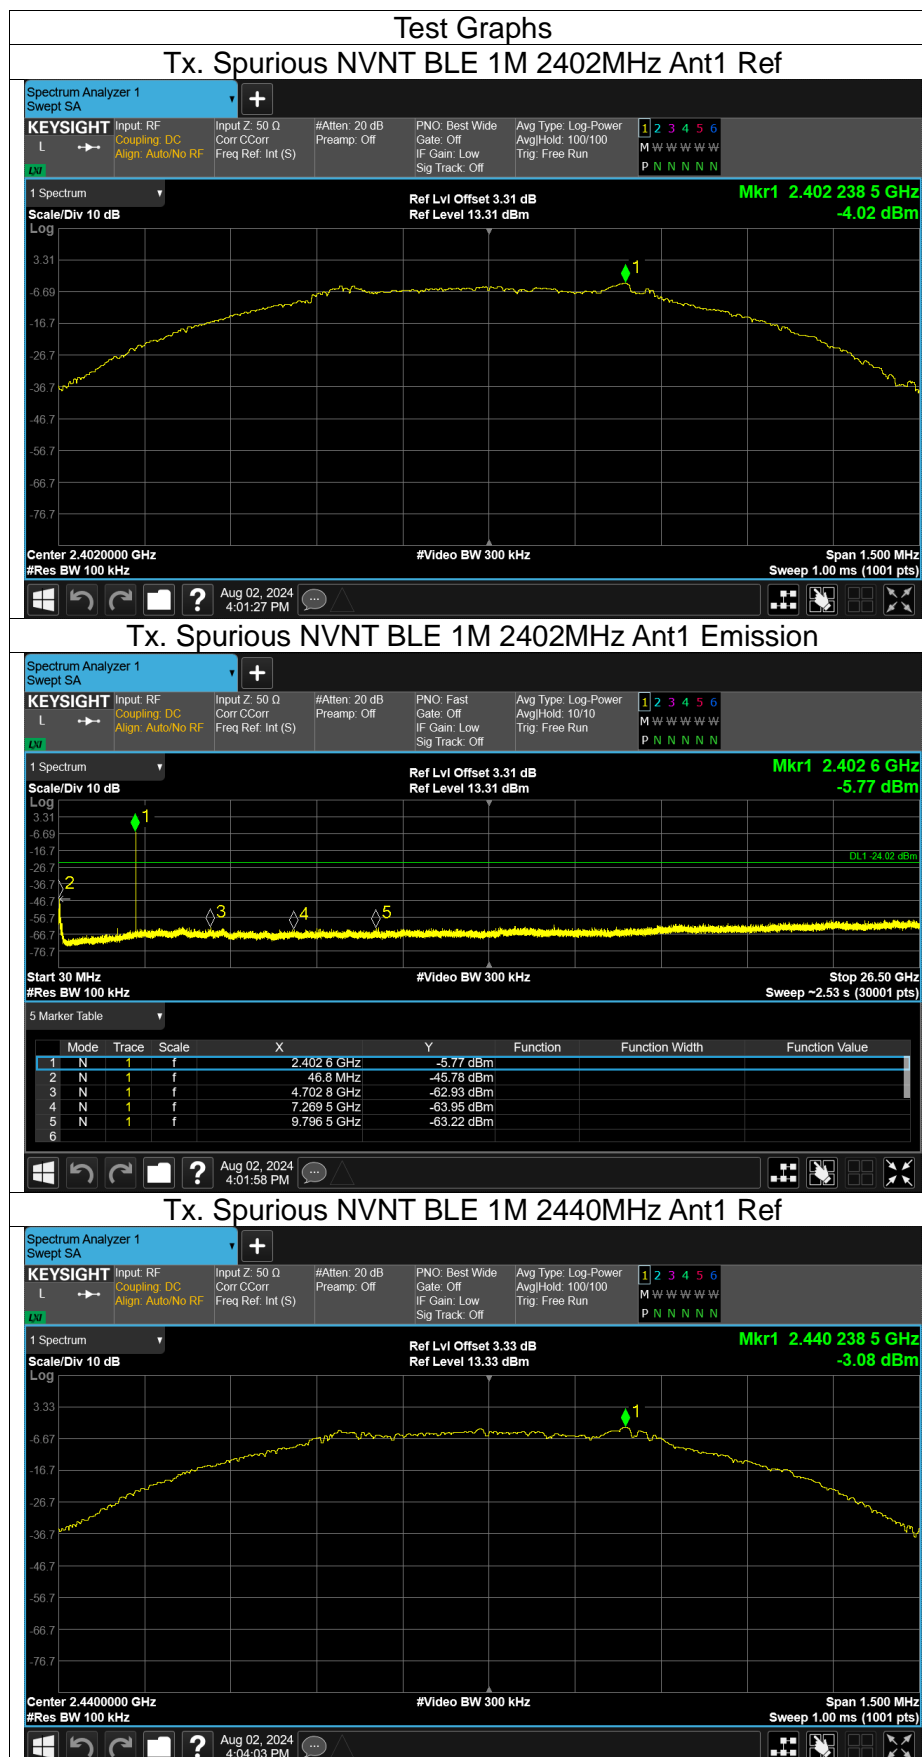 Test Graphs
Tx. Spurious NVNT BLE 1M 2402MHz Ant1 Ref
Spectrum Analyzer 1
Swept SA
KEYSIGHT Input: RF Input Z: 50 Ω #Atten: 20 dB PNO: Best Wide Avg Type: Log-Power 1 2 3 4 5 6
L Coupling: DC Corr CCorr Preamp: Off Gate: Off Avg|Hold: 100/100 M W W W W W
Align: Auto/No RF Freq Ref: Int (S) IF Gain: Low Trig: Free Run
LXI Sig Track: Off P N N N N N
1 Spectrum Ref Lvl Offset 3.31 dB Mkr1 2.402 238 5 GHz
Scale/Div 10 dB Ref Level 13.31 dBm -4.02 dBm
Log
1
3.31
-6.69
-16.7
-26.7
-36.7
-46.7
-56.7
-66.7
-76.7
Center 2.4020000 GHz #Video BW 300 kHz Span 1.500 MHz
#Res BW 100 kHz Sweep 1.00 ms (1001 pts)
Aug 02, 2024
4:01:27 PM
Tx. Spurious NVNT BLE 1M 2402MHz Ant1 Emission
Spectrum Analyzer 1
Swept SA
KEYSIGHT Input: RF Input Z: 50 Ω #Atten: 20 dB PNO: Fast Avg Type: Log-Power 1 2 3 4 5 6
L Coupling: DC Corr CCorr Preamp: Off Gate: Off Avg|Hold: 10/10 M W W W W W
Align: Auto/No RF Freq Ref: Int (S) IF Gain: Low Trig: Free Run
LXI Sig Track: Off P N N N N N
1 Spectrum Ref Lvl Offset 3.31 dB Mkr1 2.402 6 GHz
Scale/Div 10 dB Ref Level 13.31 dBm -5.77 dBm
Log
3.31 1
-6.69
-16.7 DL1 -24.02 dBm
-26.7
-36.7 2
-46.7
-56.7 3 4 5
-66.7
-76.7
Start 30 MHz #Video BW 300 kHz Stop 26.50 GHz
#Res BW 100 kHz Sweep ~2.53 s (30001 pts)
5 Marker Table
Mode Trace Scale X Y Function Function Width Function Value
1 N 1 f 2.402 6 GHz -5.77 dBm
2 N 1 f 46.8 MHz -45.78 dBm
3 N 1 f 4.702 8 GHz -62.93 dBm
4 N 1 f 7.269 5 GHz -63.95 dBm
5 N 1 f 9.796 5 GHz -63.22 dBm
6
Aug 02, 2024
4:01:58 PM
Tx. Spurious NVNT BLE 1M 2440MHz Ant1 Ref
Spectrum Analyzer 1
Swept SA
KEYSIGHT Input: RF Input Z: 50 Ω #Atten: 20 dB PNO: Best Wide Avg Type: Log-Power 1 2 3 4 5 6
L Coupling: DC Corr CCorr Preamp: Off Gate: Off Avg|Hold: 100/100 M W W W W W
Align: Auto/No RF Freq Ref: Int (S) IF Gain: Low Trig: Free Run
LXI Sig Track: Off P N N N N N
1 Spectrum Ref Lvl Offset 3.33 dB Mkr1 2.440 238 5 GHz
Scale/Div 10 dB Ref Level 13.33 dBm -3.08 dBm
Log
3.33 1
-6.67
-16.7
-26.7
-36.7
-46.7
-56.7
-66.7
-76.7
Center 2.4400000 GHz #Video BW 300 kHz Span 1.500 MHz
#Res BW 100 kHz Sweep 1.00 ms (1001 pts)
Aug 02, 2024
4:04:03 PM